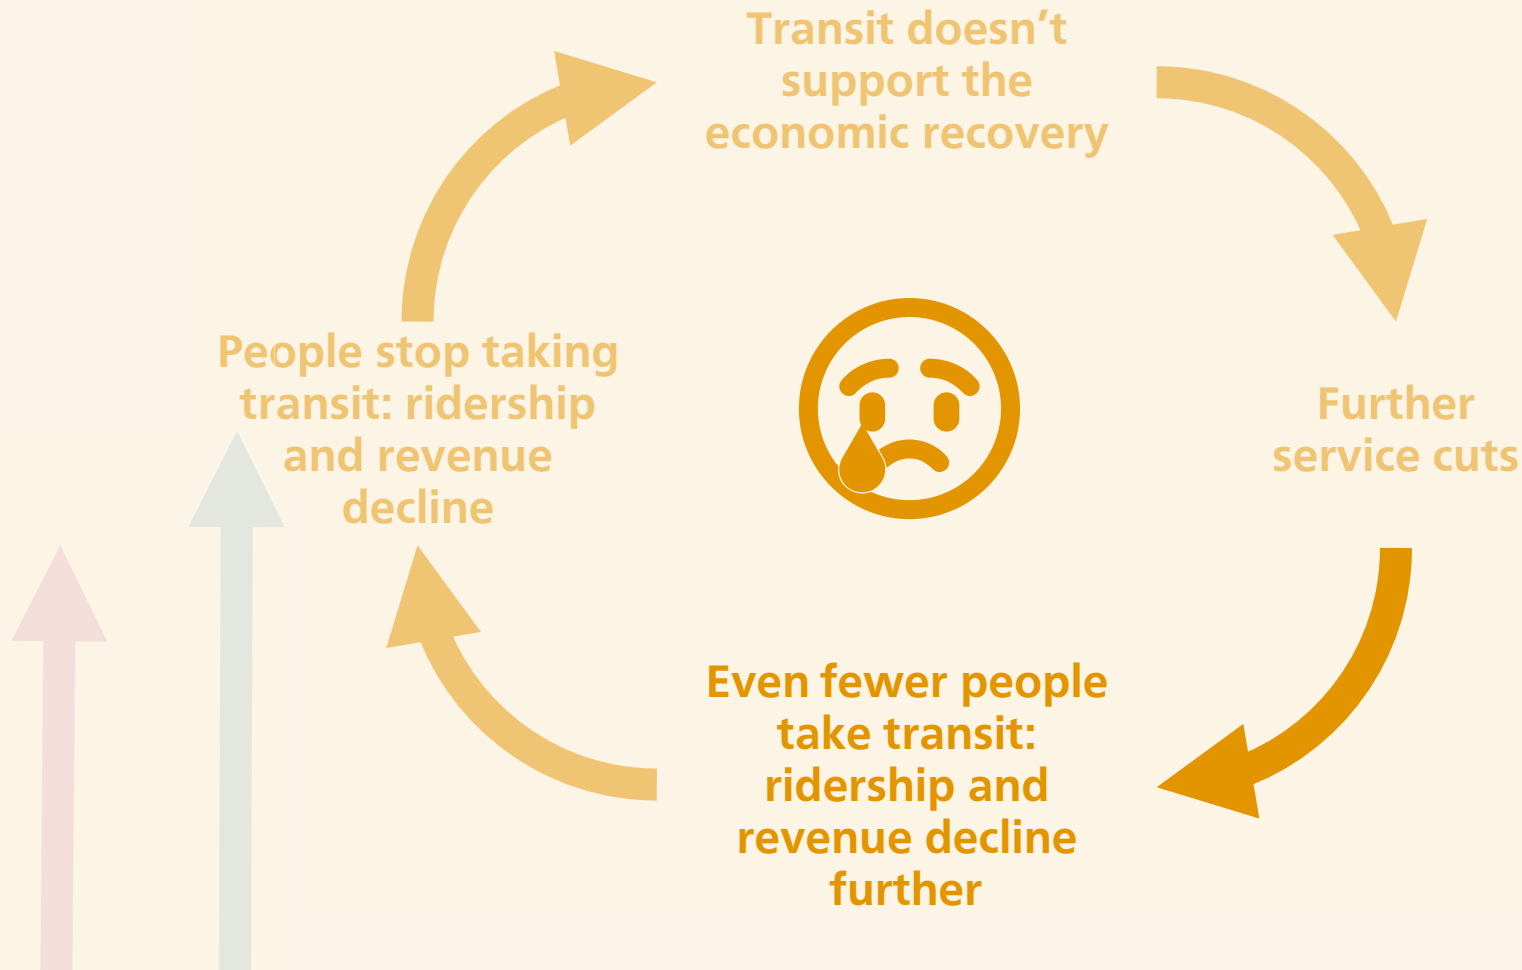 Transit doesn’t
support the
economic recovery
People stop taking
transit: ridership
and revenue
decline
Further
service cuts
Even fewer people
take transit:
ridership and
revenue decline
further